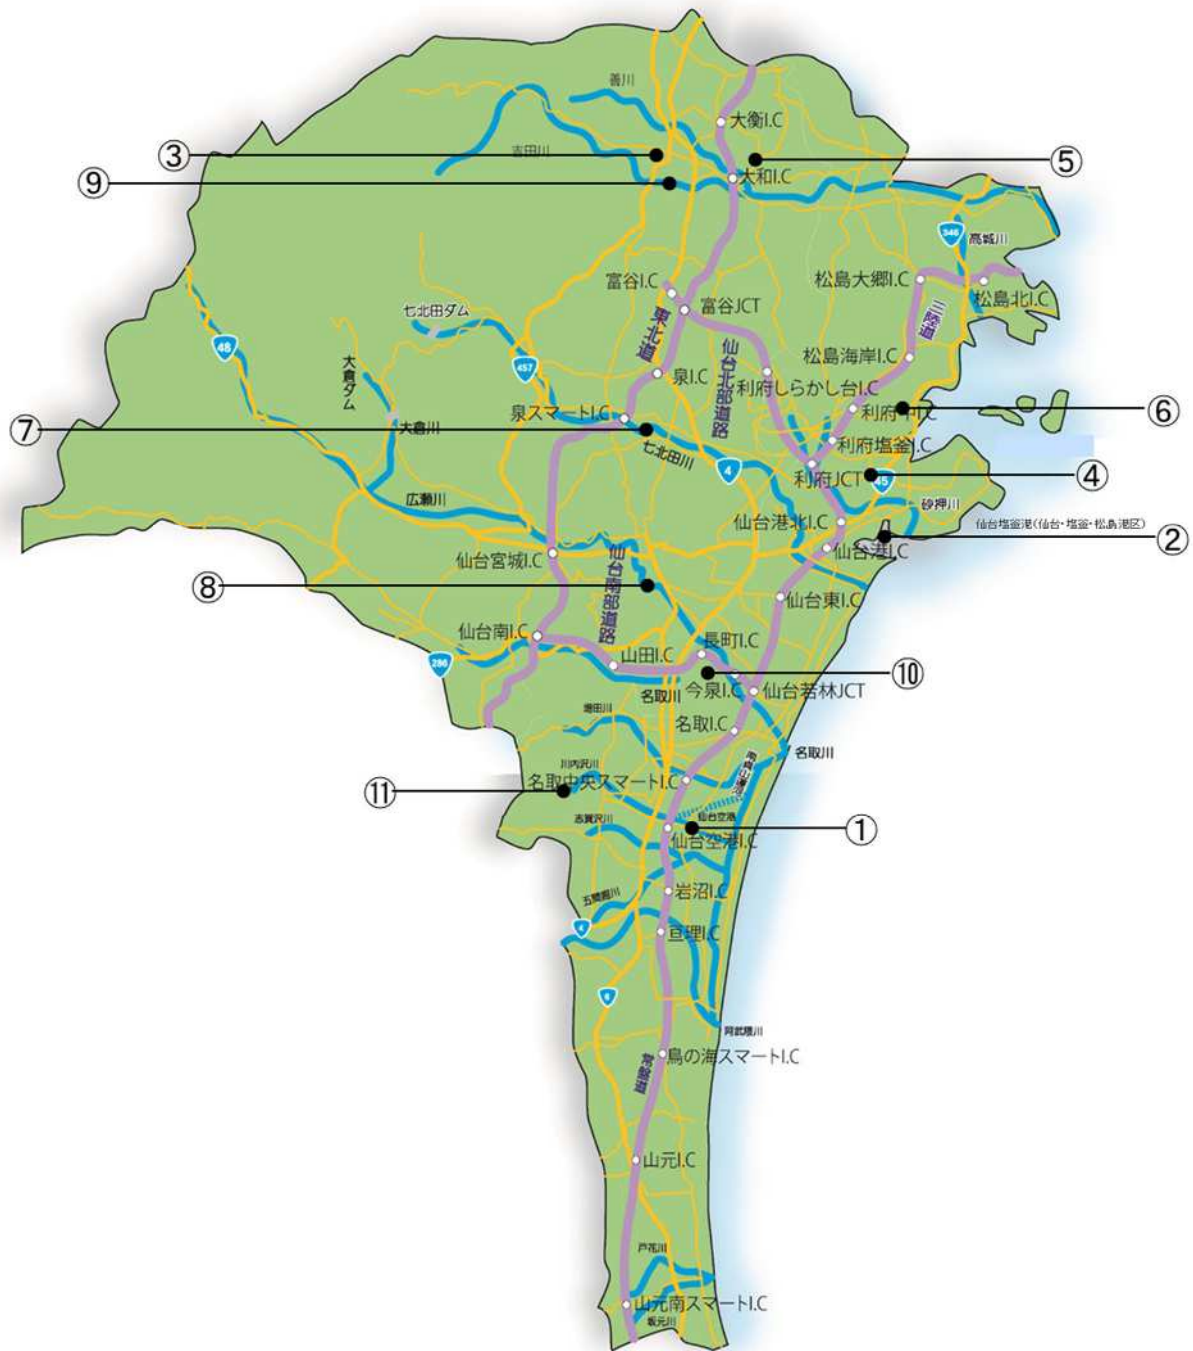 善川
大衡I.C
③
吉田川
⑤
⑨
大和I.C
346
高城川
富谷I.C
松島大郷I.C
松島北I.C
七北田ダム
富谷JCT
三陸道
東北道
48
大倉ダム
457
仙台北部道路
松島海岸I.C
泉I.C
利府しらかし台I.C
泉スマートI.C
利府中I.C
⑥
⑦
大倉川
利府塩釜I.C
七北田川
4
利府JCT
45
④
広瀬川
砂押川
仙台港北I.C
仙台塩釜港(仙台・塩釜・松島港区)
②
仙台宮城I.C
仙台港I.C
仙台南部道路
⑧
仙台東I.C
仙台南I.C
長町I.C
286
山田I.C
⑩
名取川
今泉I.C
仙台若林JCT
増田川
名取I.C
名取川
川内沢川
南貞山運河
名取中央スマートI.C
⑪
志賀沢川
仙台空港
①
仙台空港I.C
五間堀川
岩沼I.C
4
亘理I.C
6
阿武隈川
鳥の海スマートI.C
常磐道
山元I.C
戸花川
山元南スマートI.C
坂元川